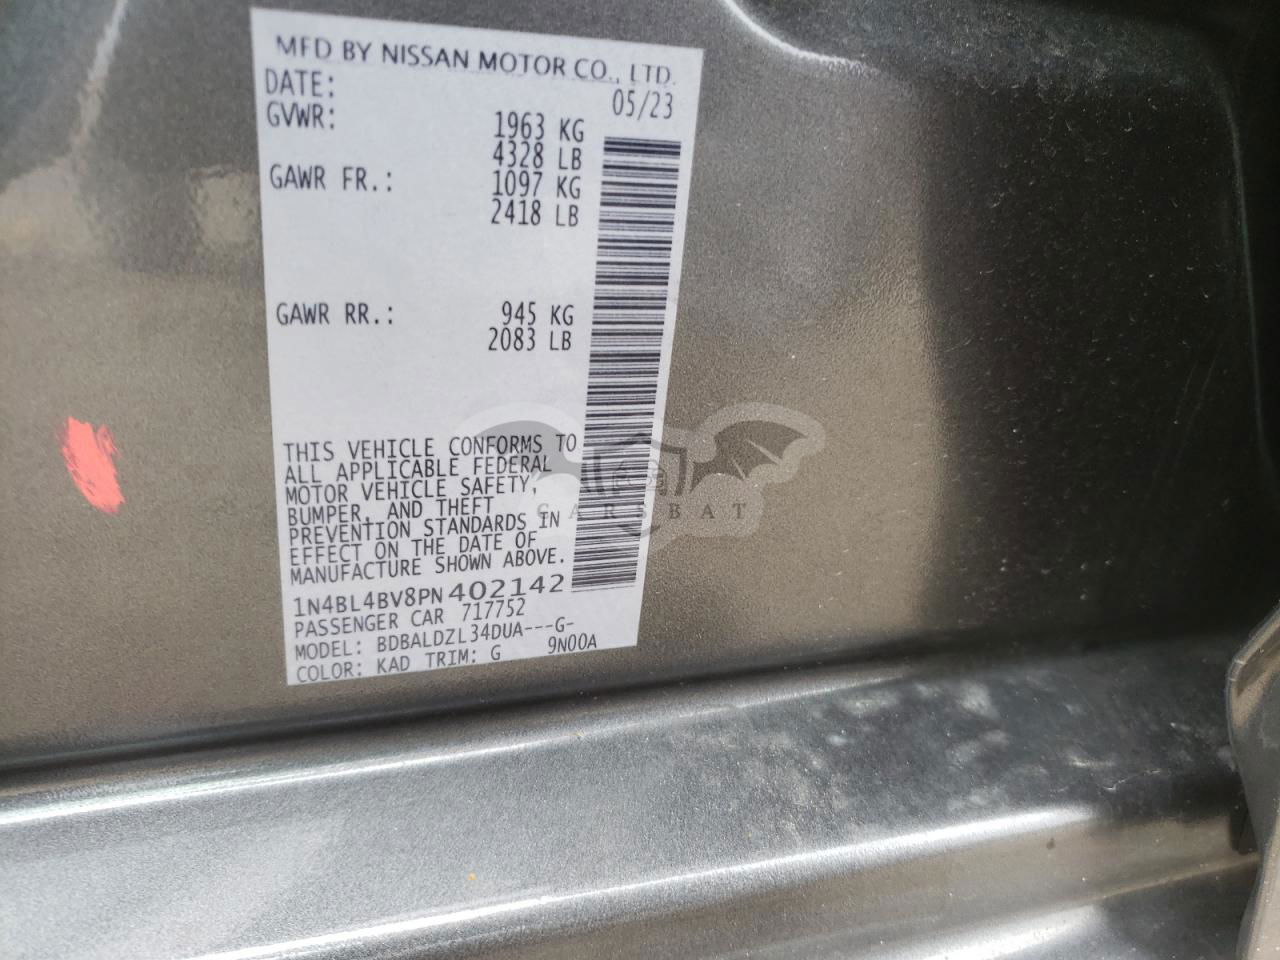 MFD BY NISSAN MOTOR CO., LTD.
DATE: 05/23
GVWR: 1963 KG
4328 LB
GAWR FR.: 1097 KG
2418 LB
GAWR RR.: 945 KG
2083 LB
THIS VEHICLE CONFORMS TO
ALL APPLICABLE FEDERAL
MOTOR VEHICLE SAFETY,
BUMPER, AND THEFT
PREVENTION STANDARDS IN
EFFECT ON THE DATE OF
MANUFACTURE SHOWN ABOVE.
1N4BL4BV8PN402142
PASSENGER CAR 717752
MODEL: BDBALDZL34DUA---G-
COLOR: KAD TRIM: G 9N00A
CARSBAT